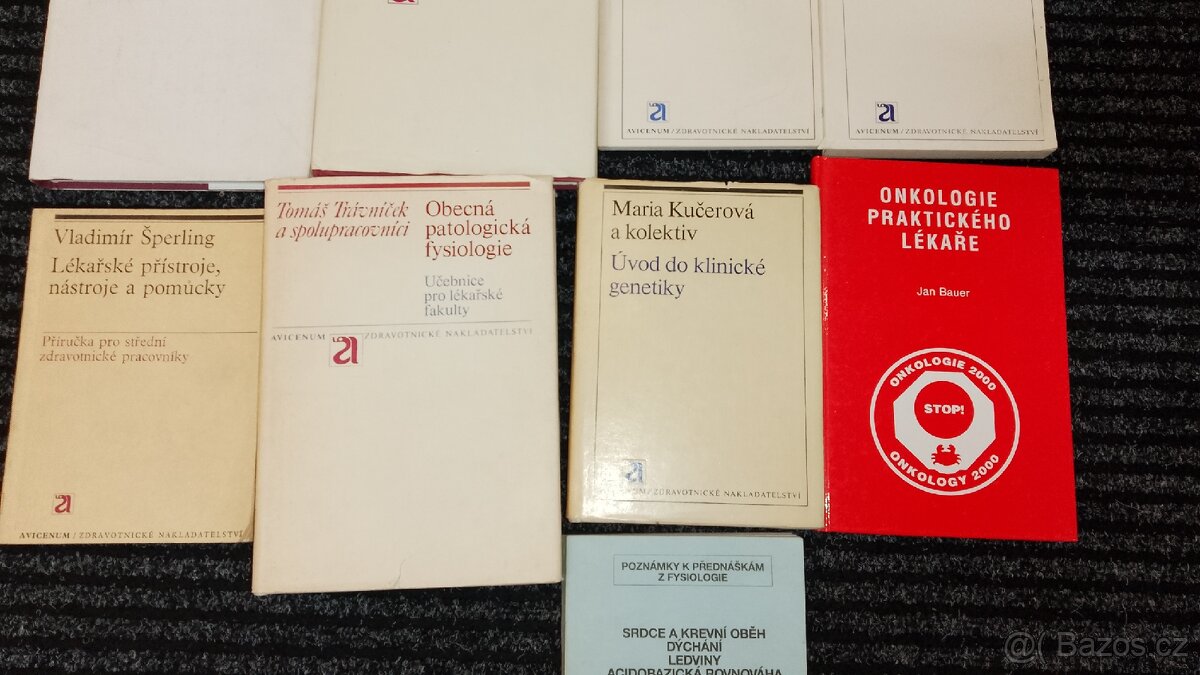 AVICENUM / ZDRAVOTNICKÉ NAKLADATELSTVÍ
AVICENUM / ZDRAVOTNICKÉ NAKLADATELSTVÍ
Vladimír Šperling
Lékařské přístroje,
nástroje a pomůcky
Příručka pro střední
zdravotnické pracovníky
AVICENUM / ZDRAVOTNICKÉ NAKLADATELSTVÍ
Tomáš Trávníček
a spolupracovníci
Obecná
patologická
fysiologie
Učebnice
pro lékařské
fakulty
AVICENUM ZDRAVOTNICKÉ NAKLADATELSTVÍ
Maria Kučerová
a kolektiv
Úvod do klinické
genetiky
/ ZDRAVOTNICKÉ NAKLADATELSTVÍ
ONKOLOGIE
PRAKTICKÉHO
LÉKAŘE
Jan Bauer
ONKOLOGIE 2000
STOP!
ONKOLOGY 2000
POZNÁMKY K PŘEDNÁŠKÁM
Z FYSIOLOGIE
SRDCE A KREVNÍ OBĚH
DÝCHÁNÍ
LEDVINY
ACIDOBAZICKÁ ROVNOVÁHA
Bazos.cz